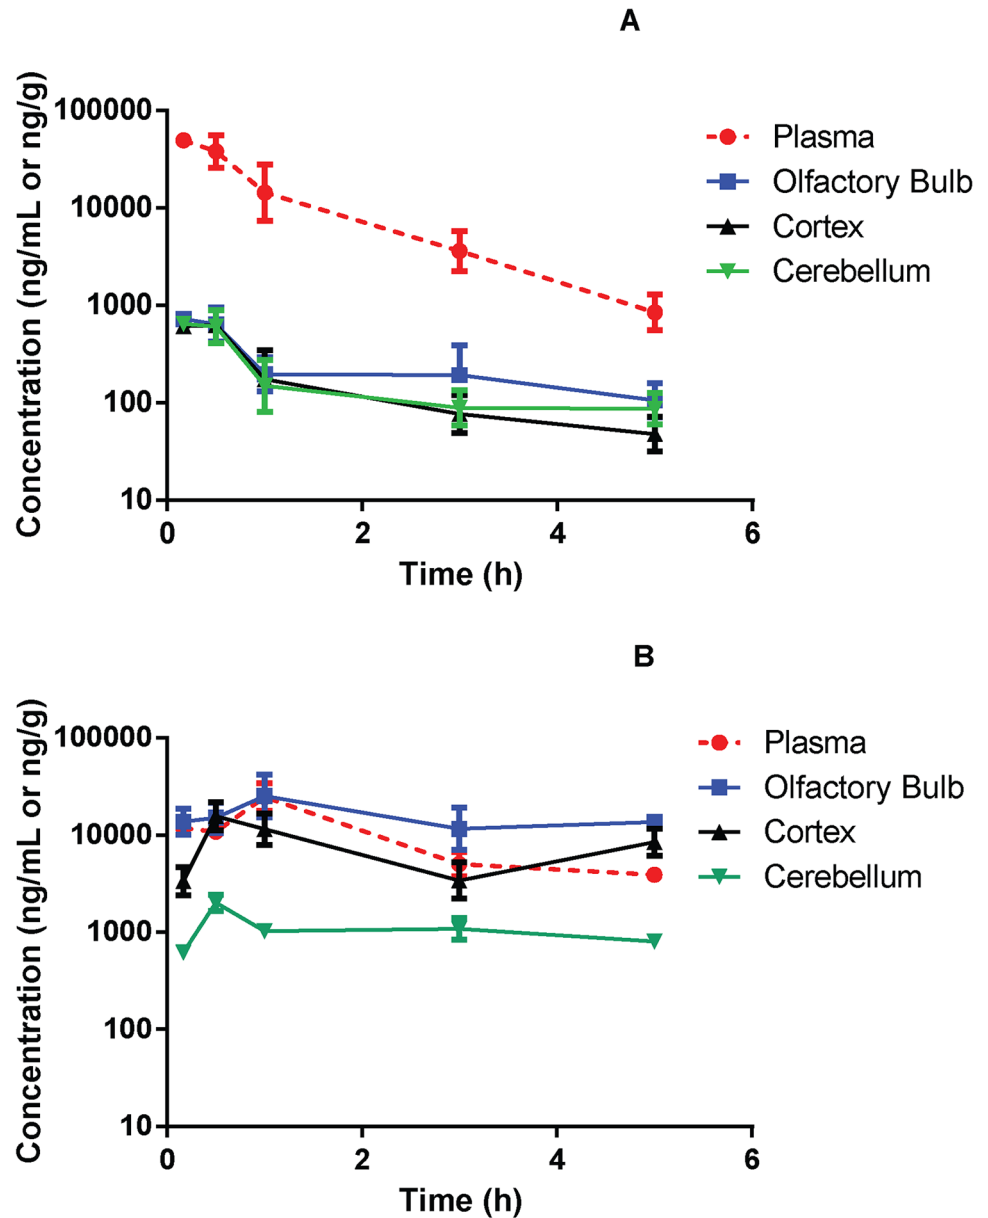 A
Concentration (ng/mL or ng/g)
100000
10000
1000
100
10
0
2
4
6
Time (h)
Plasma
Olfactory Bulb
Cortex
Cerebellum
B
Concentration (ng/mL or ng/g)
100000
10000
1000
100
10
0
2
4
6
Time (h)
Plasma
Olfactory Bulb
Cortex
Cerebellum